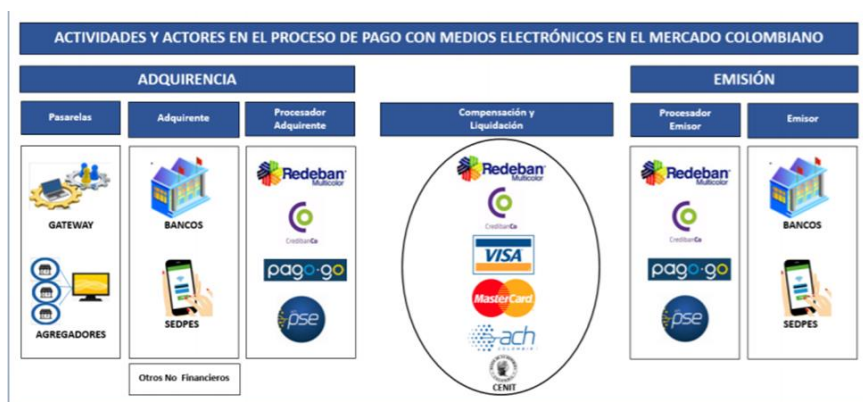 ACTIVIDADES Y ACTORES EN EL PROCESO DE PAGO CON MEDIOS ELECTRÓNICOS EN EL MERCADO COLOMBIANO
ADQUIRENCIA
EMISIÓN
Pasarelas
Adquirente
Procesador
Adquirente
Compensación y
Liquidación
Procesador
Emisor
Emisor
GATEWAY
AGREGADORES
BANCOS
SEDPES
Otros No Financieros
Redeban
Multicolor
CredibanCo
pago·go
pse
Redeban
Multicolor
CredibanCo
VISA
MasterCard
ach
COLOMBIA
CENIT
Redeban
Multicolor
CredibanCo
pago·go
pse
BANCOS
SEDPES